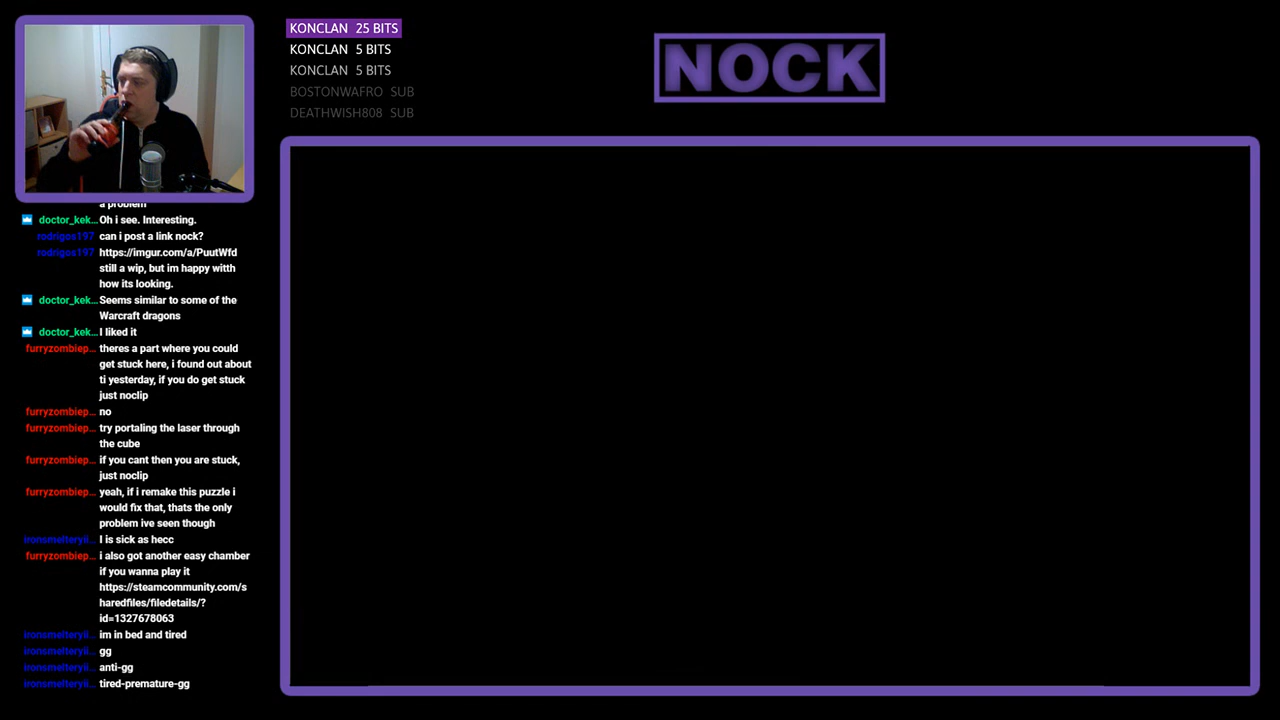 KONCLAN 25 BITS
KONCLAN 5 BITS
KONCLAN 5 BITS
BOSTONWAFRO SUB
DEATHWISH808 SUB
NOCK
a problem
doctor_kek... Oh i see. Interesting.
rodrigos197 can i post a link nock?
rodrigos197 https://imgur.com/a/PuutWfd
still a wip, but im happy witth
how its looking.
doctor_kek... Seems similar to some of the
Warcraft dragons
doctor_kek... I liked it
furryzombiep... theres a part where you could
get stuck here, i found out about
ti yesterday, if you do get stuck
just noclip
furryzombiep... no
furryzombiep... try portaling the laser through
the cube
furryzombiep... if you cant then you are stuck,
just noclip
furryzombiep... yeah, if i remake this puzzle i
would fix that, thats the only
problem ive seen though
ironsmelteryii... I is sick as hecc
furryzombiep... i also got another easy chamber
if you wanna play it
https://steamcommunity.com/s
haredfiles/filedetails/?
id=1327678063
ironsmelteryii... im in bed and tired
ironsmelteryii... gg
ironsmelteryii... anti-gg
ironsmelteryii... tired-premature-gg